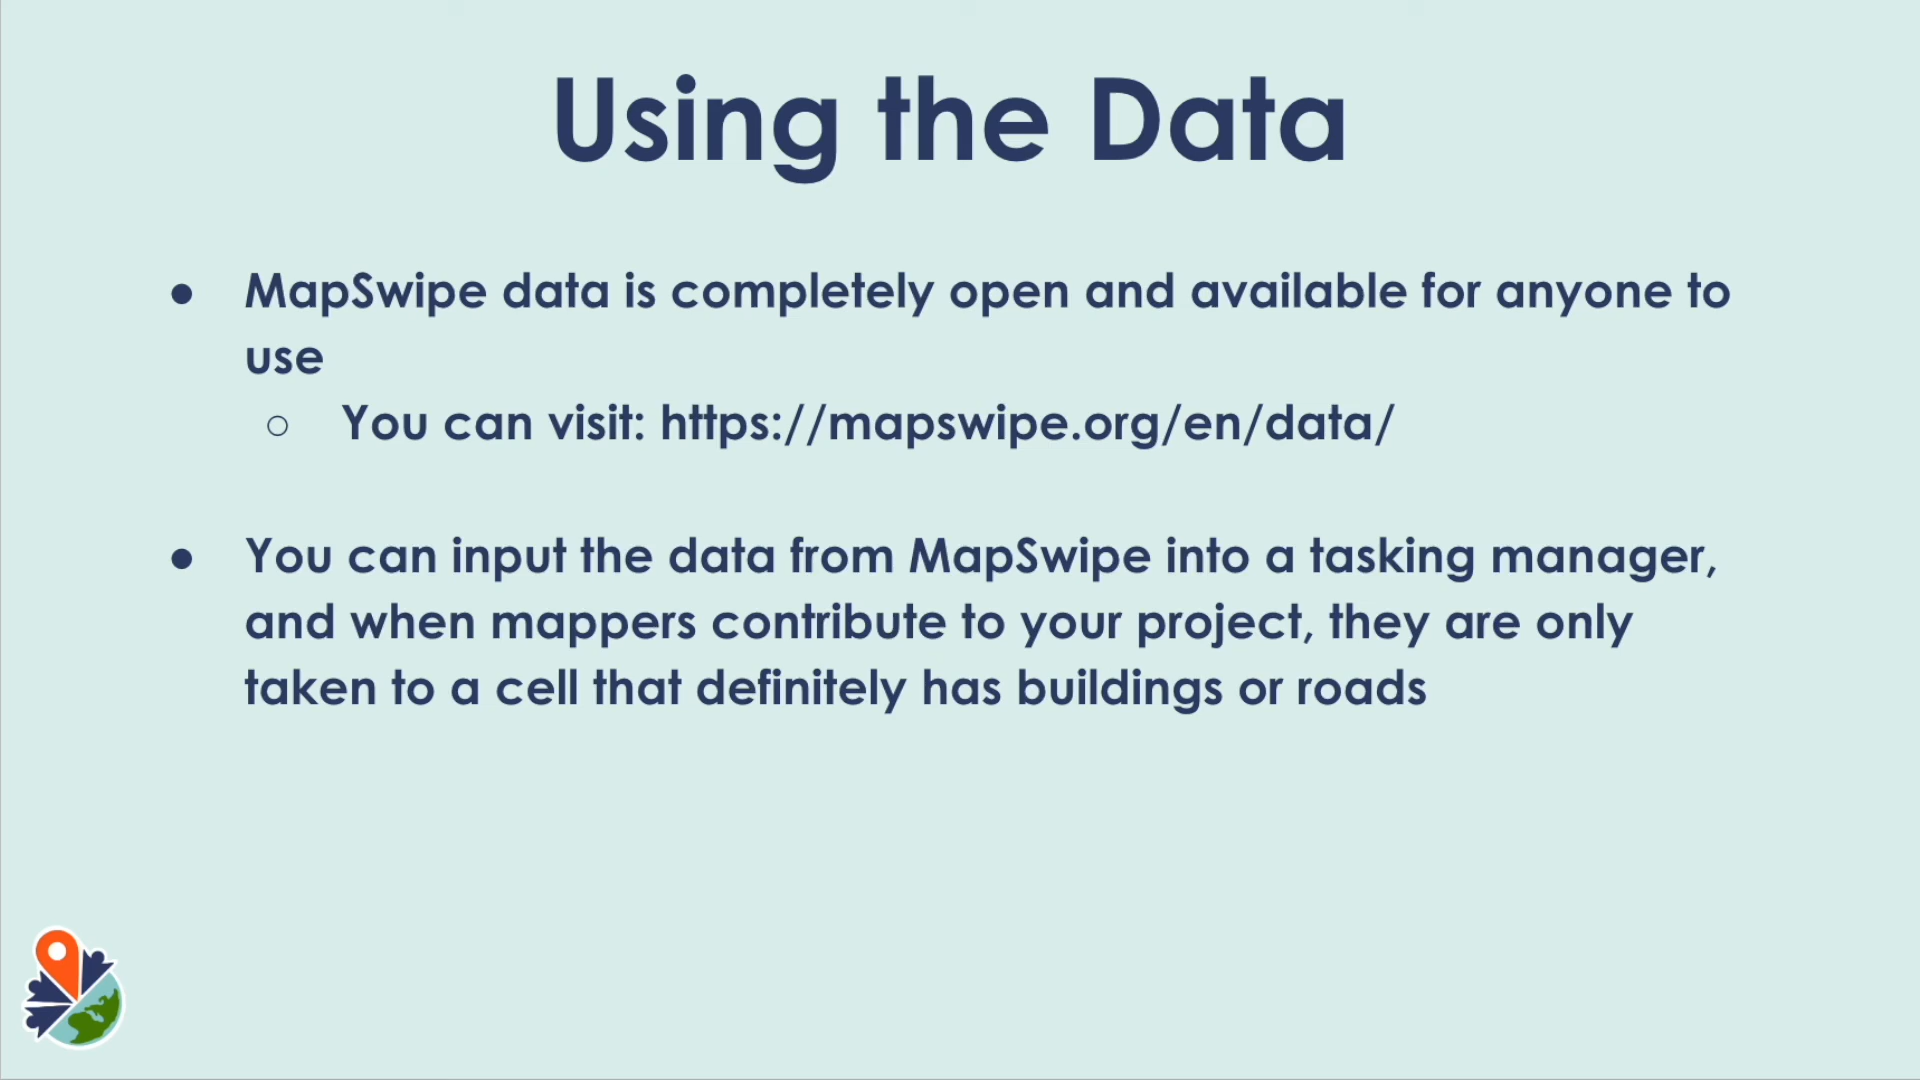 Using the Data
● MapSwipe data is completely open and available for anyone to
use
○ You can visit: https://mapswipe.org/en/data/
● You can input the data from MapSwipe into a tasking manager,
and when mappers contribute to your project, they are only
taken to a cell that definitely has buildings or roads